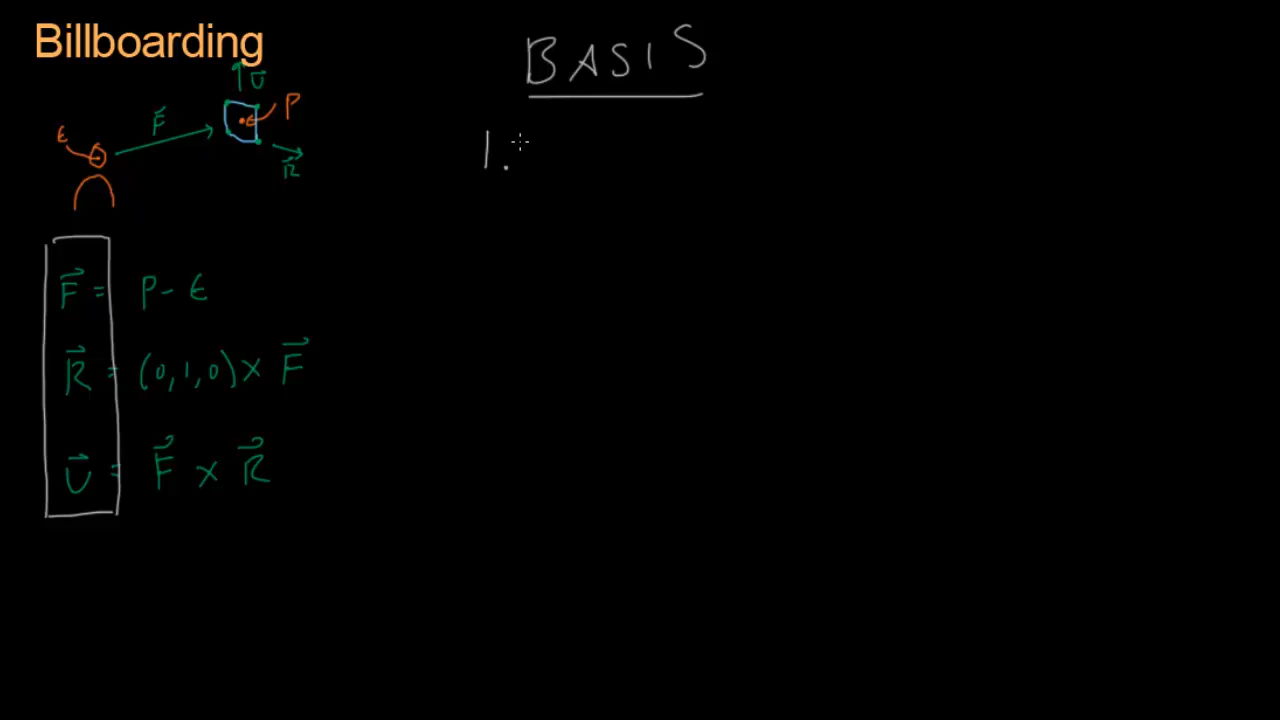 Billboarding
BASIS
U
F
P
E
R
1.
F = P - E
R = (0,1,0) x F
U = F x R